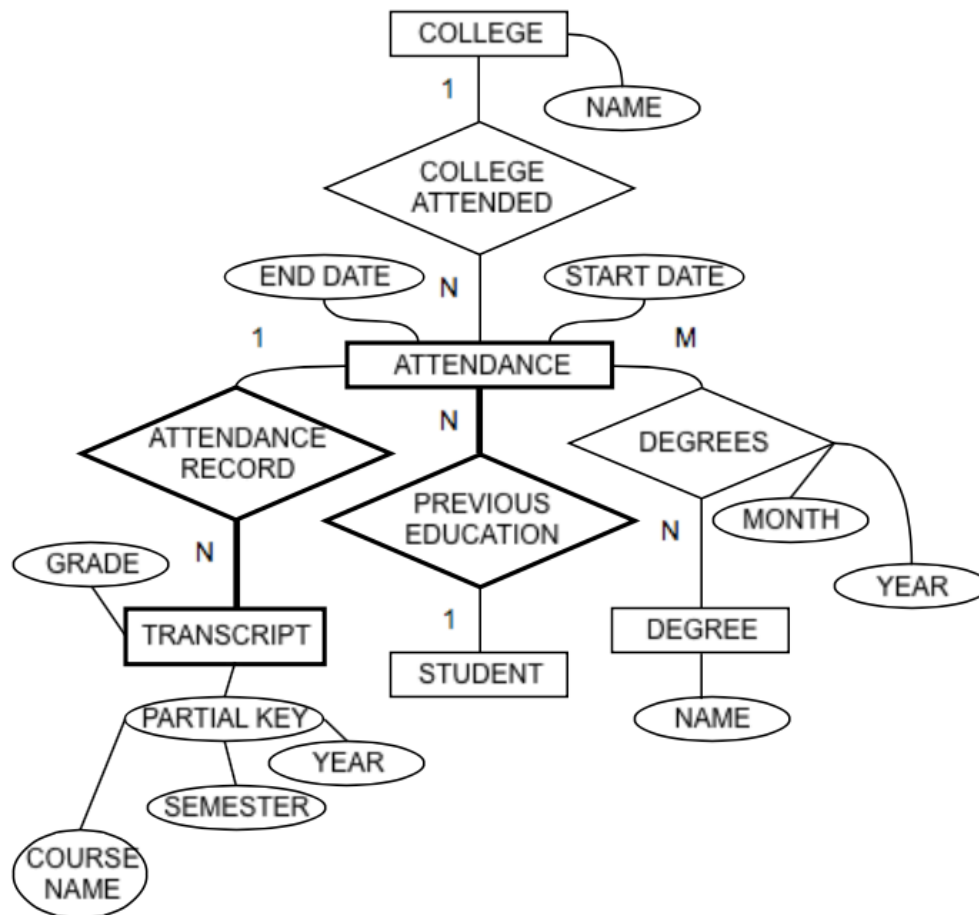 COLLEGE
1
NAME
COLLEGE
ATTENDED
END DATE
N
START DATE
1
M
ATTENDANCE
ATTENDANCE
RECORD
N
DEGREES
PREVIOUS
EDUCATION
MONTH
N
N
GRADE
YEAR
1
TRANSCRIPT
DEGREE
STUDENT
PARTIAL KEY
NAME
YEAR
SEMESTER
COURSE
NAME